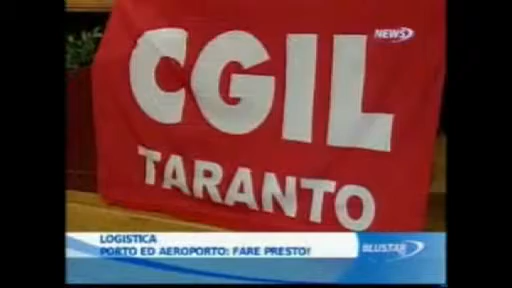 NEWS
CGIL
TARANTO
LOGISTICA
PORTO ED AEROPORTO: FARE PRESTO!
BLUSTAR